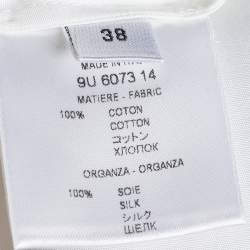 38
MADE IN ITALY
9U 6073 14
MATIERE - FABRIC
100% COTON
COTTON
コットン
ХЛОПОК
ORGANZA - ORGANZA
100% SOIE
SILK
シルク
ШЕЛК